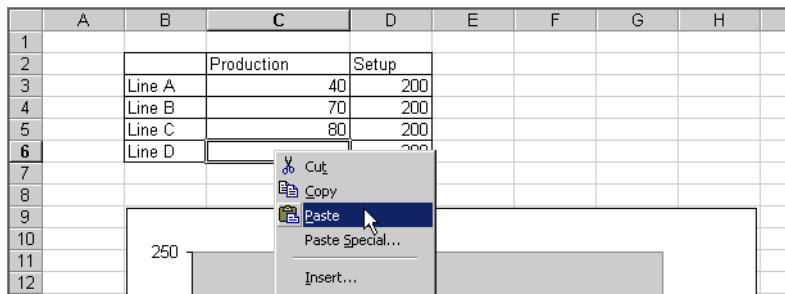 A B C D E F G H
1
2 Production Setup
3 Line A 40 200
4 Line B 70 200
5 Line C 80 200
6 Line D
7 Cut
8 Copy
9 Paste
10 Paste Special...
250
11
12 Insert...